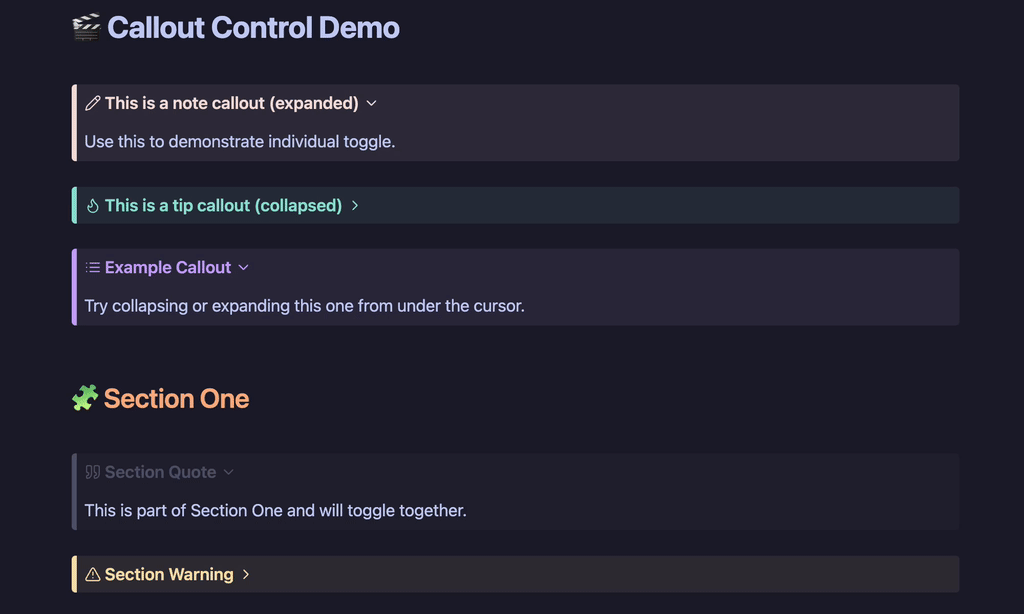 Callout Control Demo
This is a note callout (expanded)
Use this to demonstrate individual toggle.
This is a tip callout (collapsed)
Example Callout
Try collapsing or expanding this one from under the cursor.
Section One
Section Quote
This is part of Section One and will toggle together.
Section Warning